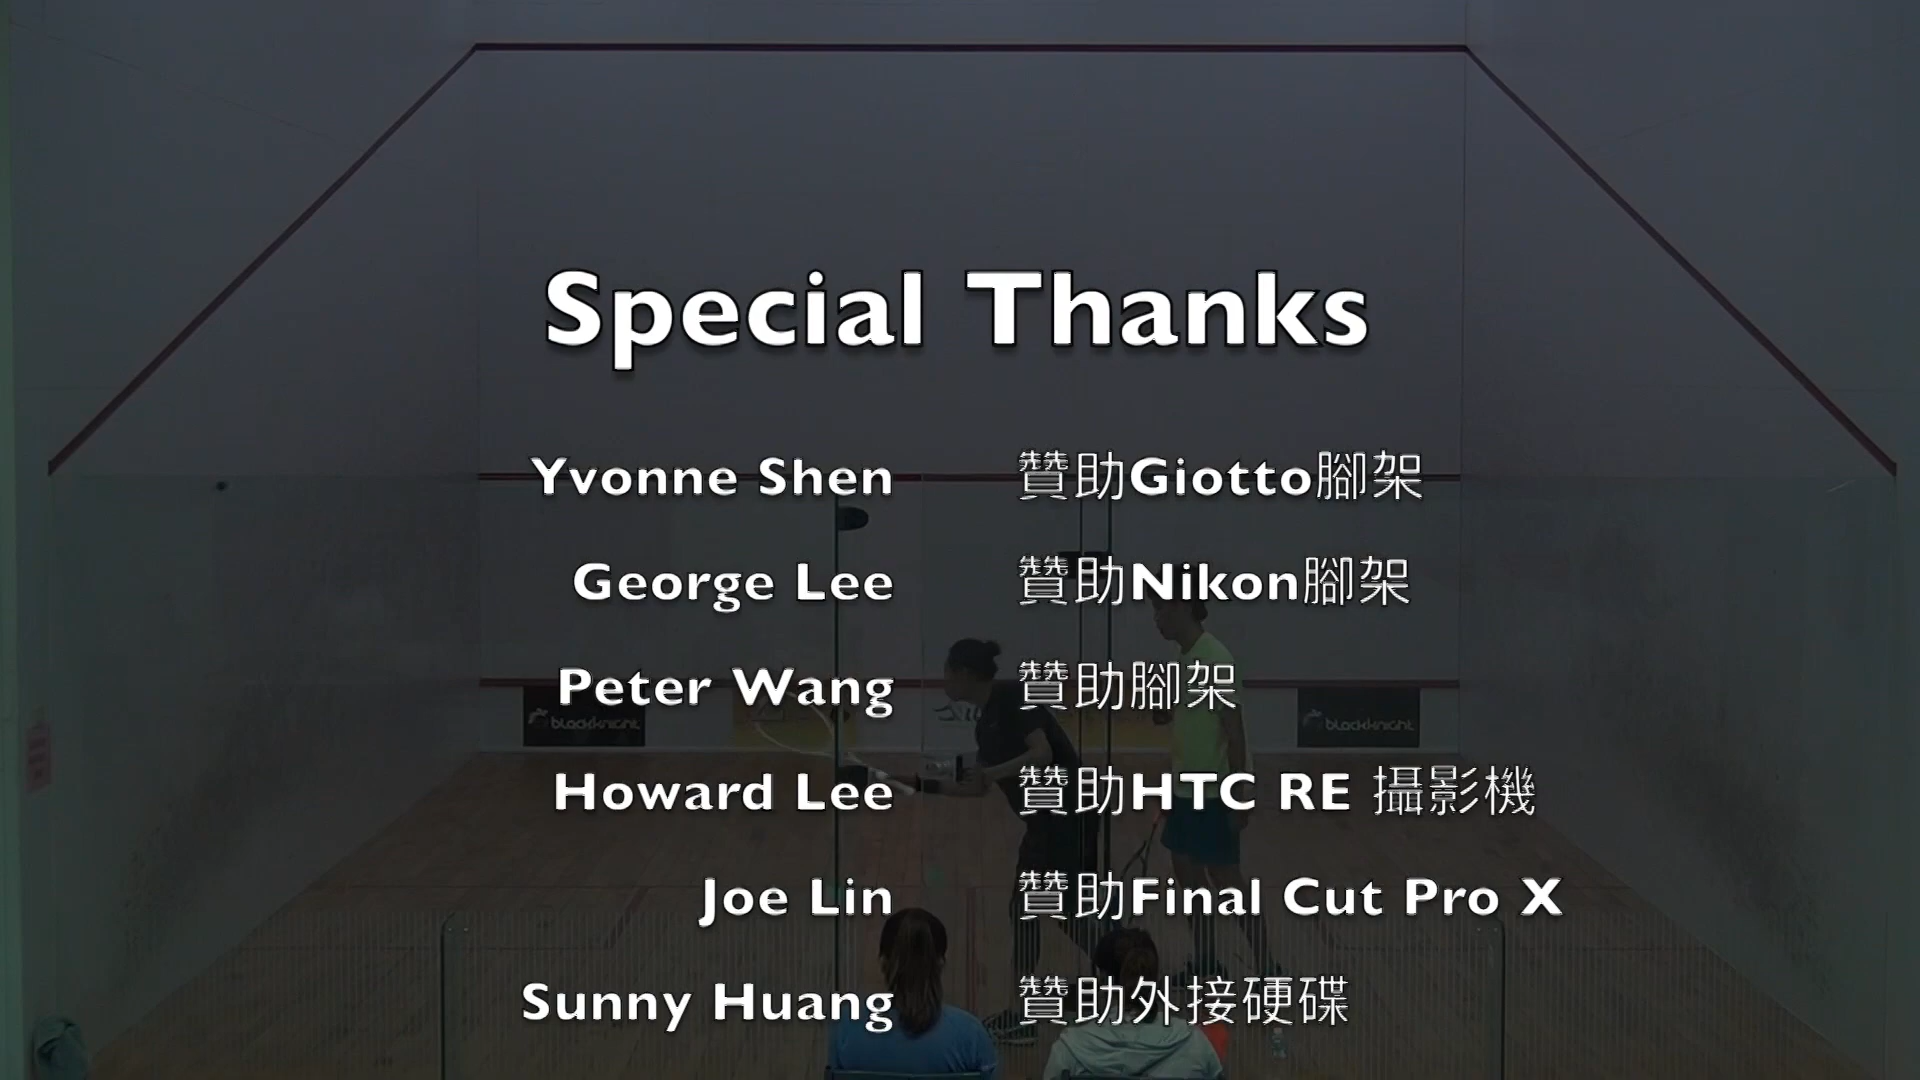 Special Thanks
Yvonne Shen 贊助Giotto腳架
George Lee 贊助Nikon腳架
Peter Wang 贊助腳架
blackknight blackknight
Howard Lee 贊助HTC RE 攝影機
Joe Lin 贊助Final Cut Pro X
Sunny Huang 贊助外接硬碟